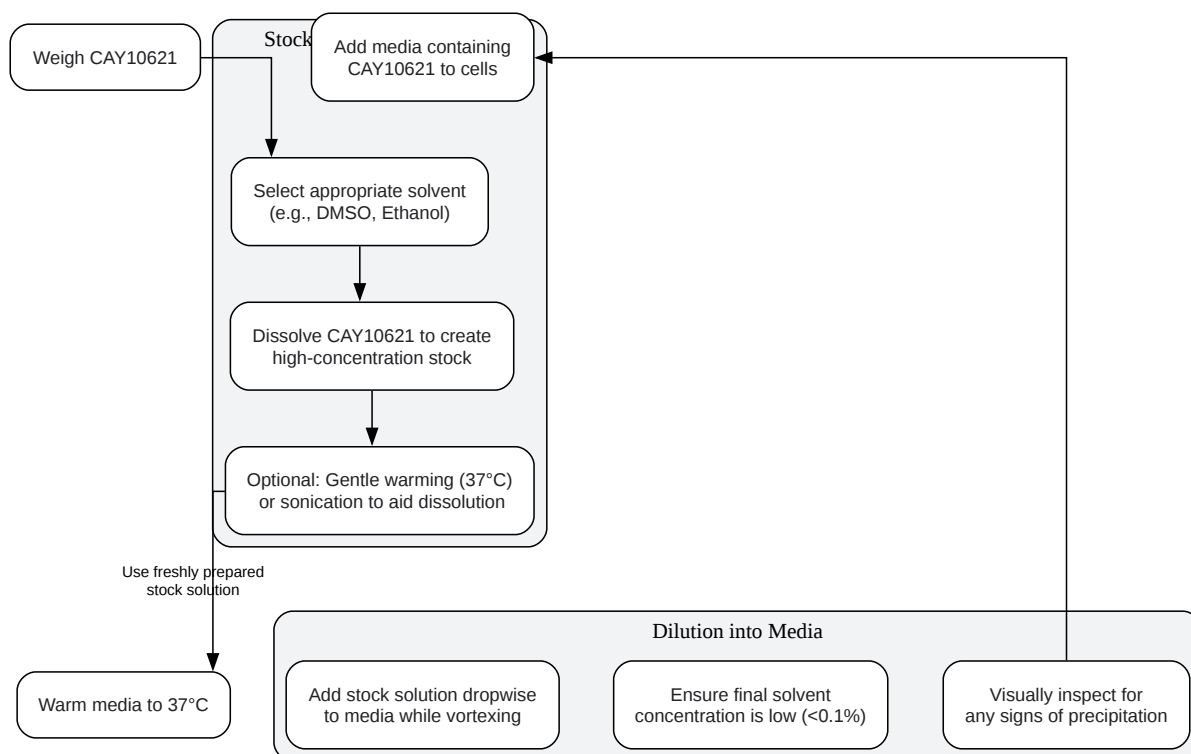 Stock
Weigh CAY10621
Add media containing
CAY10621 to cells
Select appropriate solvent
(e.g., DMSO, Ethanol)
Dissolve CAY10621 to create
high-concentration stock
Optional: Gentle warming (37°C)
or sonication to aid dissolution
Use freshly prepared
stock solution
Dilution into Media
Warm media to 37°C
Add stock solution dropwise
to media while vortexing
Ensure final solvent
concentration is low (<0.1%)
Visually inspect for
any signs of precipitation